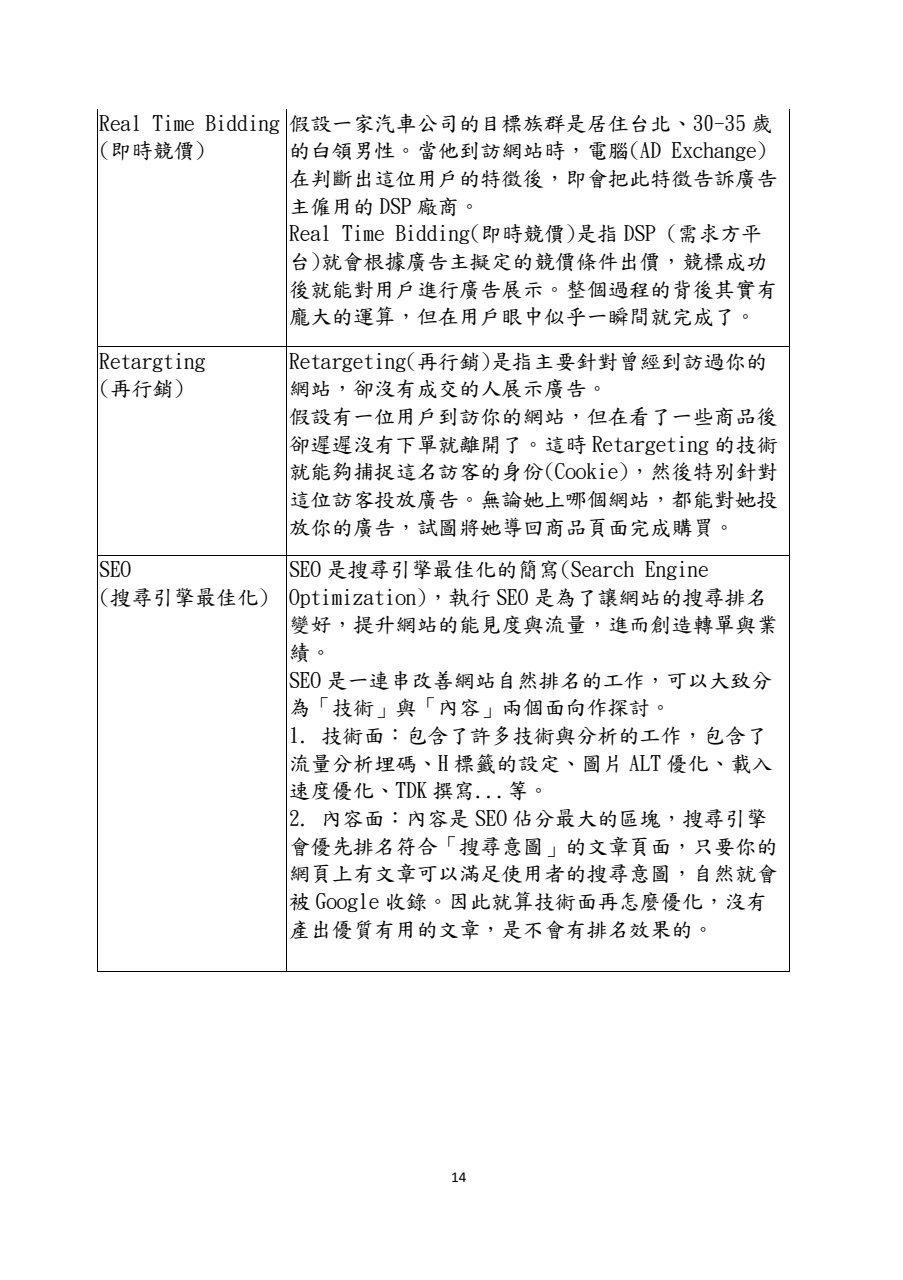 Real Time Bidding
(即時競價)
假設一家汽車公司的目標族群是居住台北、30-35 歲
的白領男性。當他到訪網站時，電腦(AD Exchange)
在判斷出這位用戶的特徵後，即會把此特徵告訴廣告
主僱用的 DSP 廠商。
Real Time Bidding(即時競價)是指 DSP (需求方平
台)就會根據廣告主擬定的競價條件出價，競標成功
後就能對用戶進行廣告展示。整個過程的背後其實有
龐大的運算，但在用戶眼中似乎一瞬間就完成了。
Retargting
(再行銷)
Retargeting(再行銷)是指主要針對曾經到訪過你的
網站，卻沒有成交的人展示廣告。
假設有一位用戶到訪你的網站，但在看了一些商品後
卻遲遲沒有下單就離開了。這時 Retargeting 的技術
就能夠捕捉這名訪客的身份(Cookie)，然後特別針對
這位訪客投放廣告。無論她上哪個網站，都能對她投
放你的廣告，試圖將她導回商品頁面完成購買。
SEO
(搜尋引擎最佳化)
SEO 是搜尋引擎最佳化的簡寫(Search Engine
Optimization)，執行 SEO 是為了讓網站的搜尋排名
變好，提升網站的能見度與流量，進而創造轉單與業
績。
SEO 是一連串改善網站自然排名的工作，可以大致分
為「技術」與「內容」兩個面向作探討。
1. 技術面：包含了許多技術與分析的工作，包含了
流量分析埋碼、H 標籤的設定、圖片 ALT 優化、載入
速度優化、TDK 撰寫...等。
2. 內容面：內容是 SEO 佔分最大的區塊，搜尋引擎
會優先排名符合「搜尋意圖」的文章頁面，只要你的
網頁上有文章可以滿足使用者的搜尋意圖，自然就會
被 Google 收錄。因此就算技術面再怎麼優化，沒有
產出優質有用的文章，是不會有排名效果的。
14